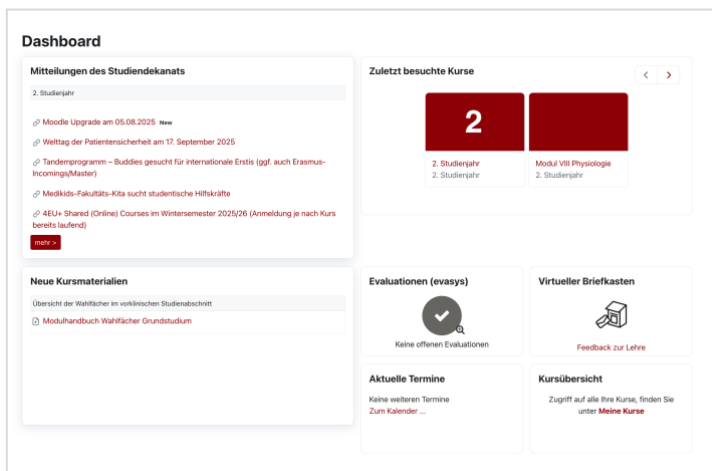 Dashboard
Mitteilungen des Studiendekanats
2. Studienjahr
Moodle Upgrade am 05.08.2025 New
Welttag der Patientensicherheit am 17. September 2025
Tandemprogramm – Buddies gesucht für internationale Erstis (ggf. auch Erasmus-
Incomings/Master)
Medikids-Fakultäts-Kita sucht studentische Hilfskräfte
4EU+ Shared (Online) Courses im Wintersemester 2025/26 (Anmeldung je nach Kurs
bereits laufend)
mehr >
Zuletzt besuchte Kurse
2
2. Studienjahr
2. Studienjahr
Modul VIII Physiologie
2. Studienjahr
Neue Kursmaterialien
Übersicht der Wahlfächer im vorklinischen Studienabschnitt
Modulhandbuch Wahlfächer Grundstudium
Evaluationen (evasys)
Keine offenen Evaluationen
Virtueller Briefkasten
Feedback zur Lehre
Aktuelle Termine
Keine weiteren Termine
Zum Kalender ...
Kursübersicht
Zugriff auf alle Ihre Kurse, finden Sie
unter Meine Kurse